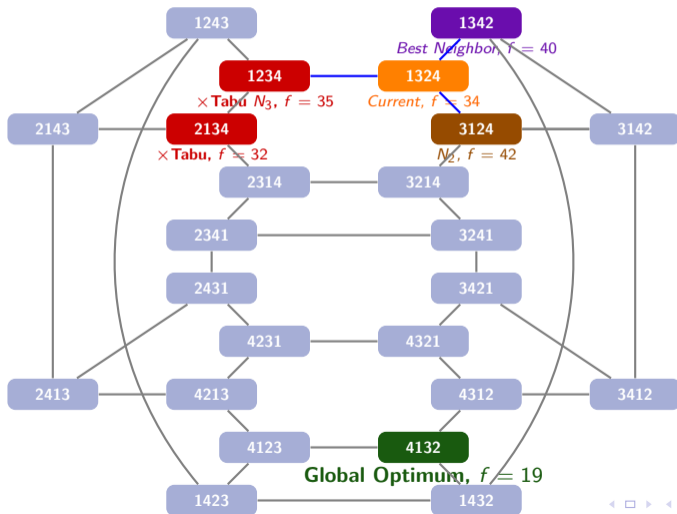 1243 1342
Best Neighbor, f = 40
1234 1324
×Tabu N₃, f = 35 Current, f = 34
2143 2134 3124 3142
×Tabu, f = 32 N₂, f = 42
2314 3214
2341 3241
2431 3421
4231 4321
2413 4213 4312 3412
4123 4132
Global Optimum, f = 19
1423 1432